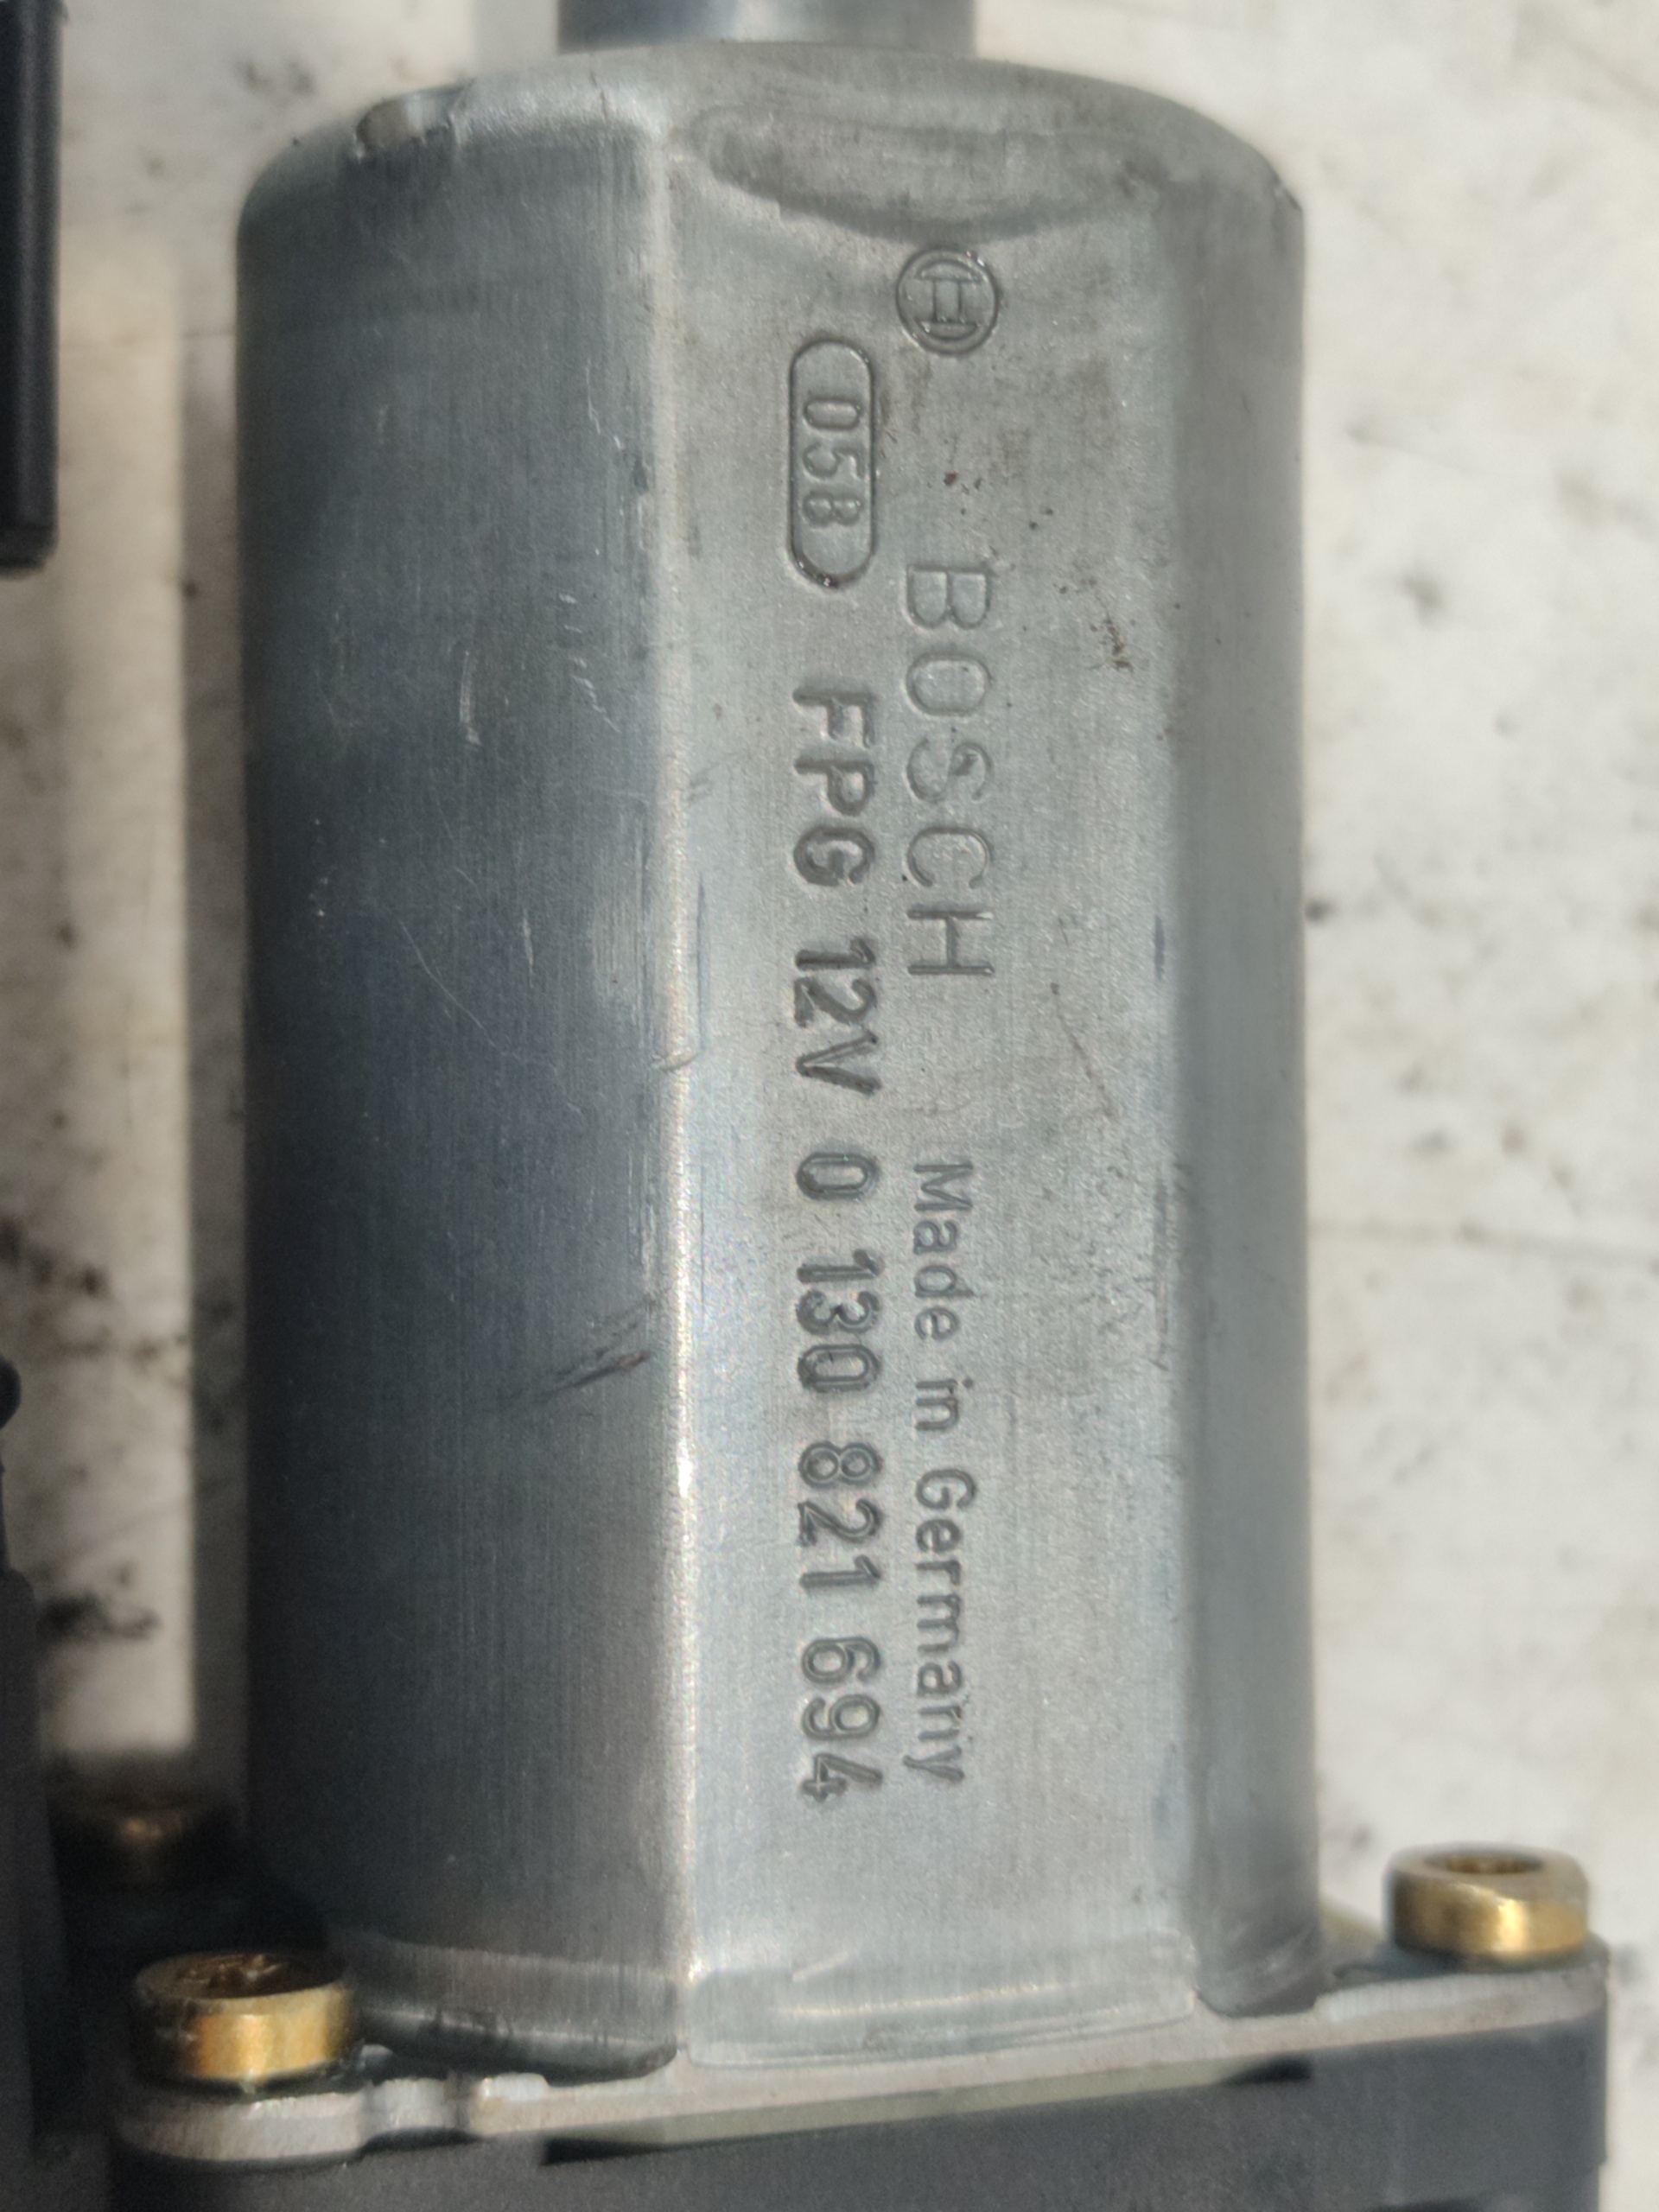 BOSCH Made in Germany
058 FPG 12V 0 130 821 694